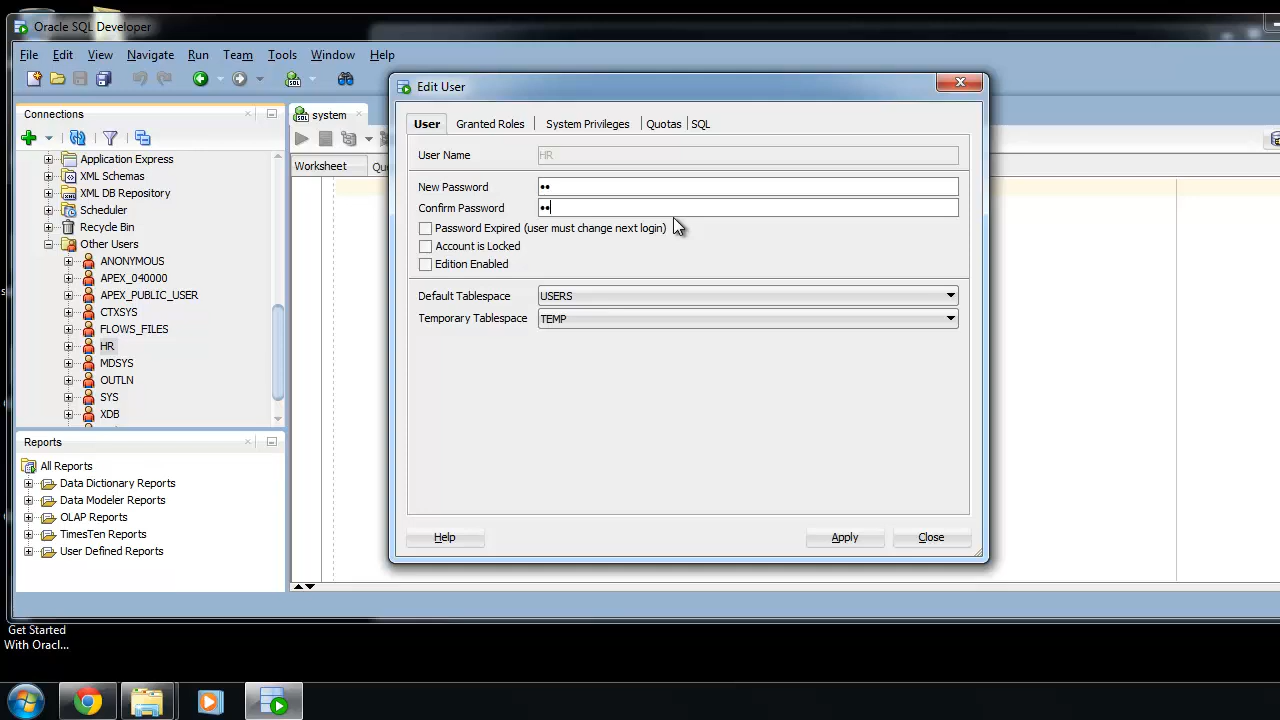 Oracle SQL Developer
File Edit View Navigate Run Team Tools Window Help
Connections
Application Express
XML Schemas
XML DB Repository
Scheduler
Recycle Bin
Other Users
ANONYMOUS
APEX_040000
APEX_PUBLIC_USER
CTXSYS
FLOWS_FILES
HR
MDSYS
OUTLN
SYS
XDB
Reports
All Reports
Data Dictionary Reports
Data Modeler Reports
OLAP Reports
TimesTen Reports
User Defined Reports
system
Worksheet Qu
Edit User
User Granted Roles System Privileges Quotas SQL
User Name HR
New Password ••
Confirm Password ••
Password Expired (user must change next login)
Account is Locked
Edition Enabled
Default Tablespace USERS
Temporary Tablespace TEMP
Help Apply Close
Get Started
With Oracl...